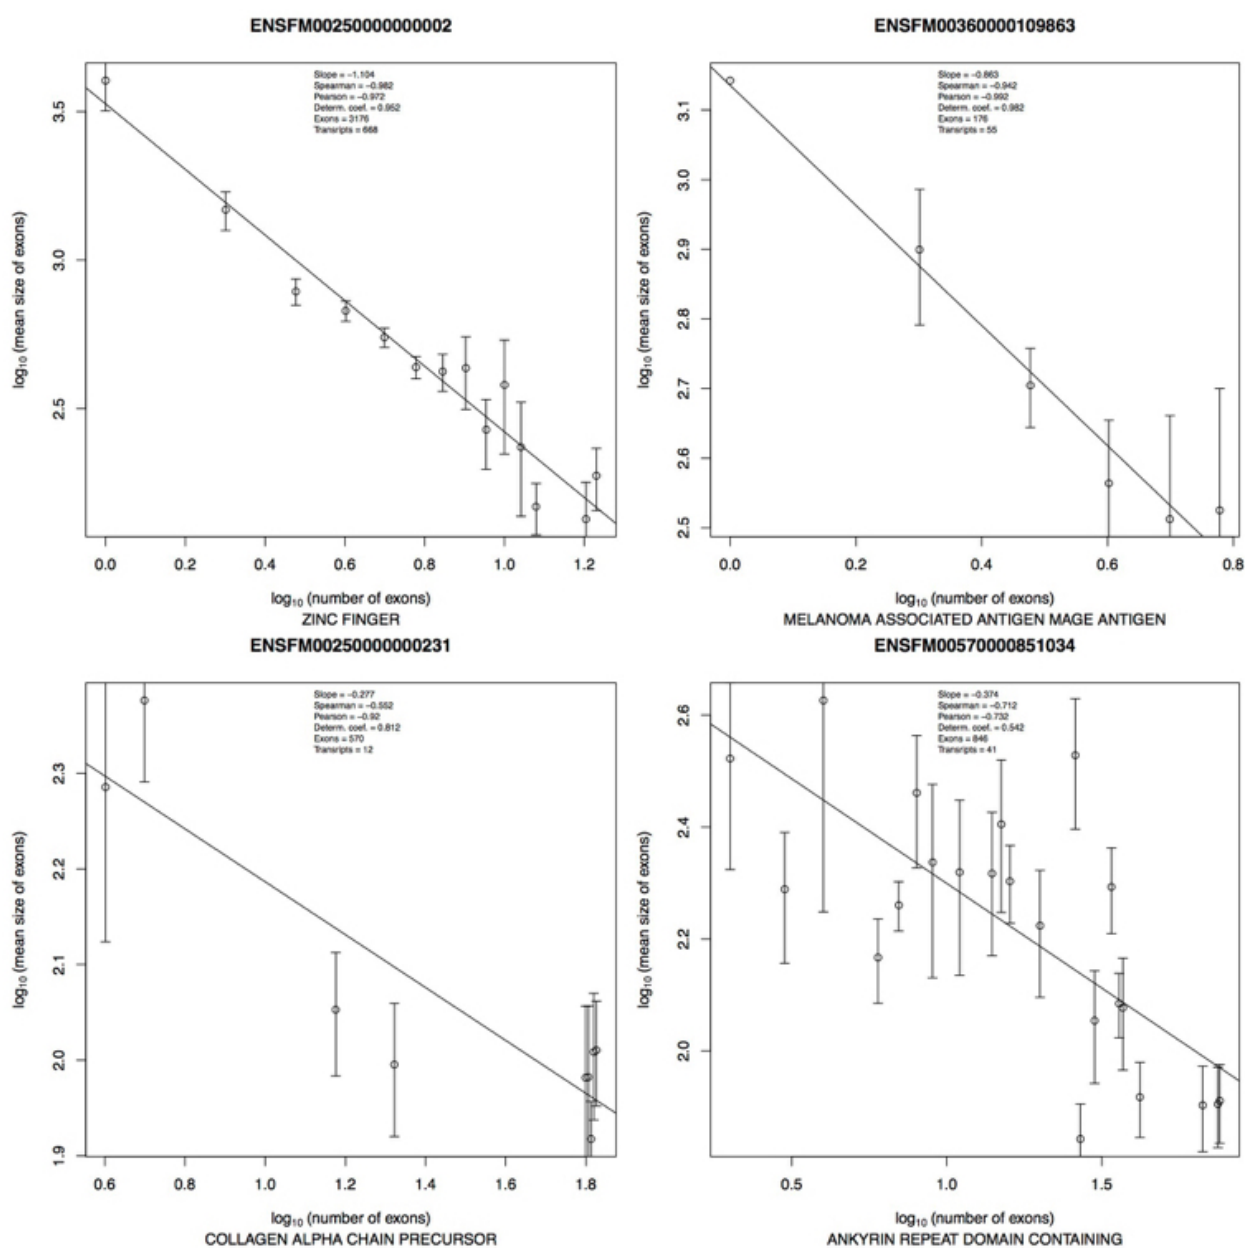 ENSFM00250000000002
Slope = −1.104
Spearman = −0.982
Pearson = −0.972
Determ. coef. = 0.952
Exons = 3176
Trasripts = 668
3.5
3.0
2.5
log10 (mean size of exons)
0.0 0.2 0.4 0.6 0.8 1.0 1.2
log10 (number of exons)
ZINC FINGER
ENSFM00360000109863
Slope = −0.863
Spearman = −0.942
Pearson = −0.992
Determ. coef. = 0.982
Exons = 176
Trasripts = 55
3.1
3.0
2.9
2.8
2.7
2.6
2.5
log10 (mean size of exons)
0.0 0.2 0.4 0.6 0.8
log10 (number of exons)
MELANOMA ASSOCIATED ANTIGEN MAGE ANTIGEN
ENSFM00250000000231
Slope = −0.277
Spearman = −0.552
Pearson = −0.92
Determ. coef. = 0.812
Exons = 570
Trasripts = 12
2.3
2.2
2.1
2.0
1.9
log10 (mean size of exons)
0.6 0.8 1.0 1.2 1.4 1.6 1.8
log10 (number of exons)
COLLAGEN ALPHA CHAIN PRECURSOR
ENSFM00570000851034
Slope = −0.374
Spearman = −0.712
Pearson = −0.732
Determ. coef. = 0.542
Exons = 846
Trasripts = 41
2.6
2.4
2.2
2.0
log10 (mean size of exons)
0.5 1.0 1.5
log10 (number of exons)
ANKYRIN REPEAT DOMAIN CONTAINING